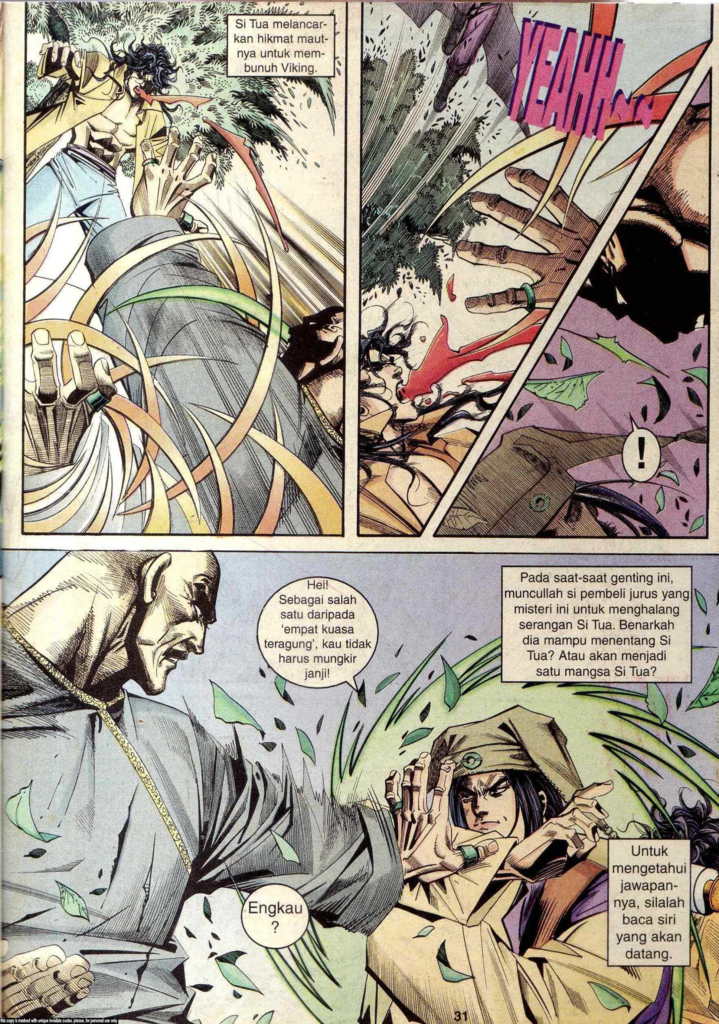 Si Tua melancar-
kan hikmat maut-
nya untuk mem-
bunuh Viking.
YEAHH
!
Hei!
Sebagai salah
satu daripada
'empat kuasa
teragung', kau tidak
harus mungkir
janji!
Pada saat-saat genting ini,
muncullah si pembeli jurus yang
misteri ini untuk menghalang
serangan Si Tua. Benarkah
dia mampu menentang Si
Tua? Atau akan menjadi
satu mangsa Si Tua?
Engkau
?
Untuk
mengetahui
jawapan-
nya, silalah
baca siri
yang akan
datang.
31